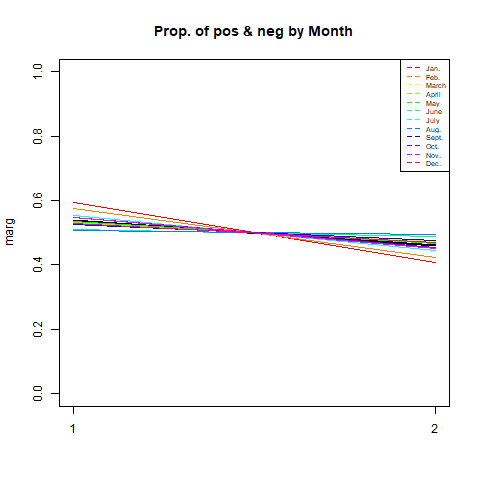 Prop. of pos & neg by Month
Jan.
Feb.
March
April
May
June
July
Aug.
Sept.
Oct.
Nov.
Dec.
marg
1.0
0.8
0.6
0.4
0.2
0.0
1
2